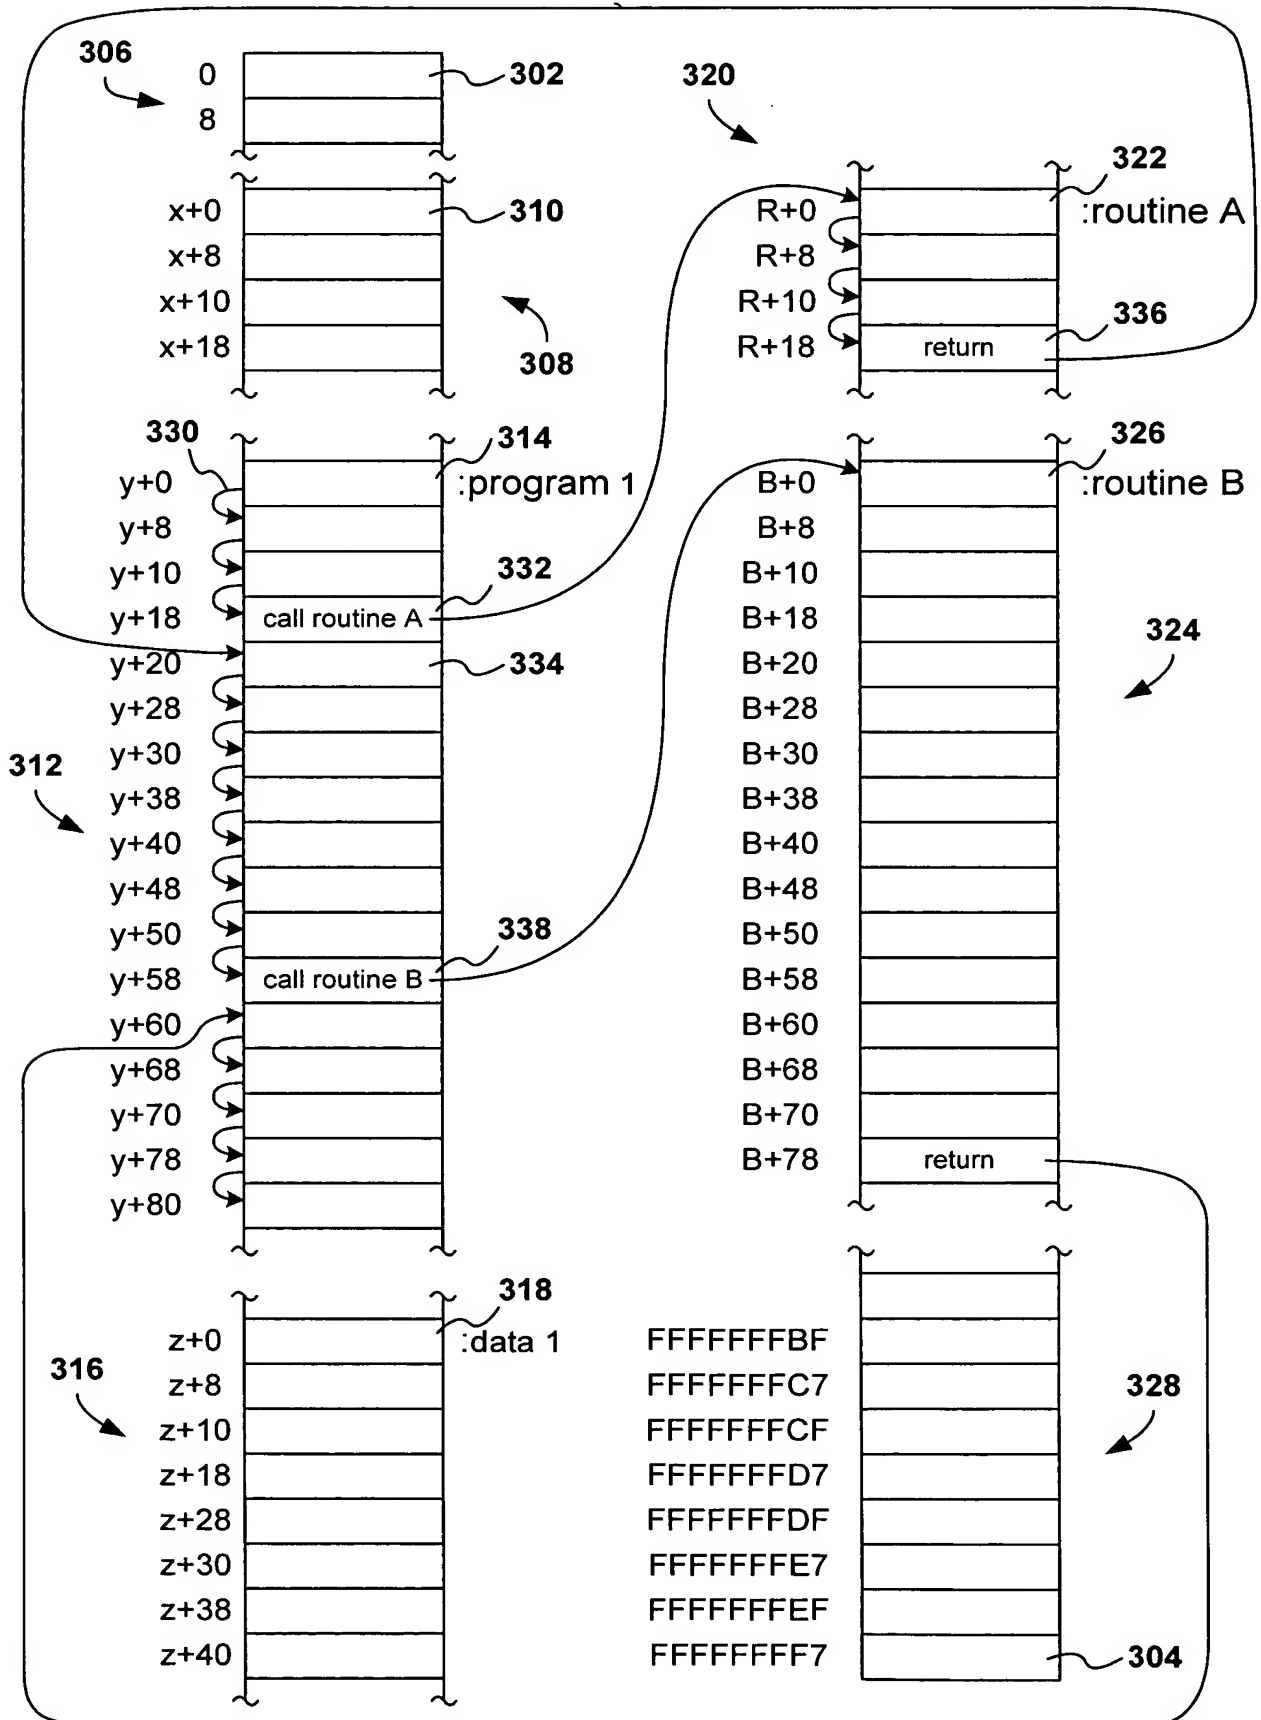 306
0
302
8
x+0
310
x+8
x+10
x+18
308
320
322
R+0
:routine A
R+8
R+10
336
R+18
return
330
314
y+0
:program 1
y+8
y+10
332
y+18
call routine A
y+20
334
y+28
y+30
312
y+38
y+40
y+48
y+50
338
y+58
call routine B
y+60
y+68
y+70
y+78
y+80
326
B+0
:routine B
B+8
B+10
B+18
324
B+20
B+28
B+30
B+38
B+40
B+48
B+50
B+58
B+60
B+68
B+70
B+78
return
318
z+0
:data 1
316
z+8
z+10
z+18
z+28
z+30
z+38
z+40
FFFFFFFBF
FFFFFFFC7
328
FFFFFFFCF
FFFFFFFD7
FFFFFFFDF
FFFFFFFE7
FFFFFFFEF
FFFFFFFF7
304